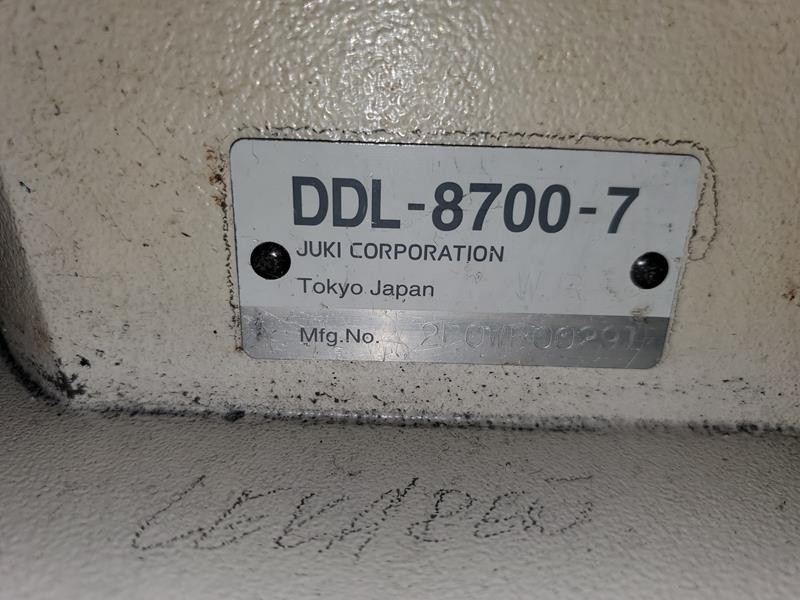 DDL-8700-7
JUKI CORPORATION
Tokyo Japan
Mfg.No.